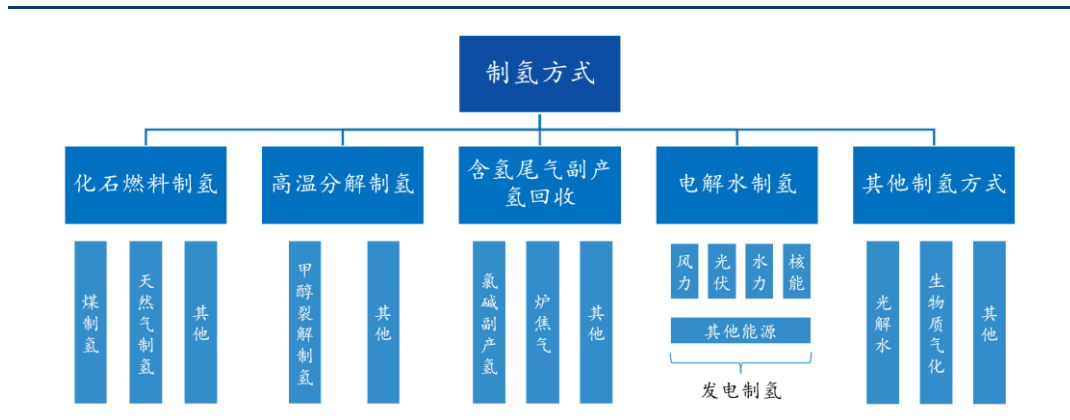 制氢方式
化石燃料制氢
高温分解制氢
含氢尾气副产
氢回收
电解水制氢
其他制氢方式
煤制氢
天然气制氢
其他
甲醇裂解制氢
其他
氯碱副产氢
炉焦气
其他
风力
光伏
水力
核能
其他能源
发电制氢
光解水
生物质气化
其他